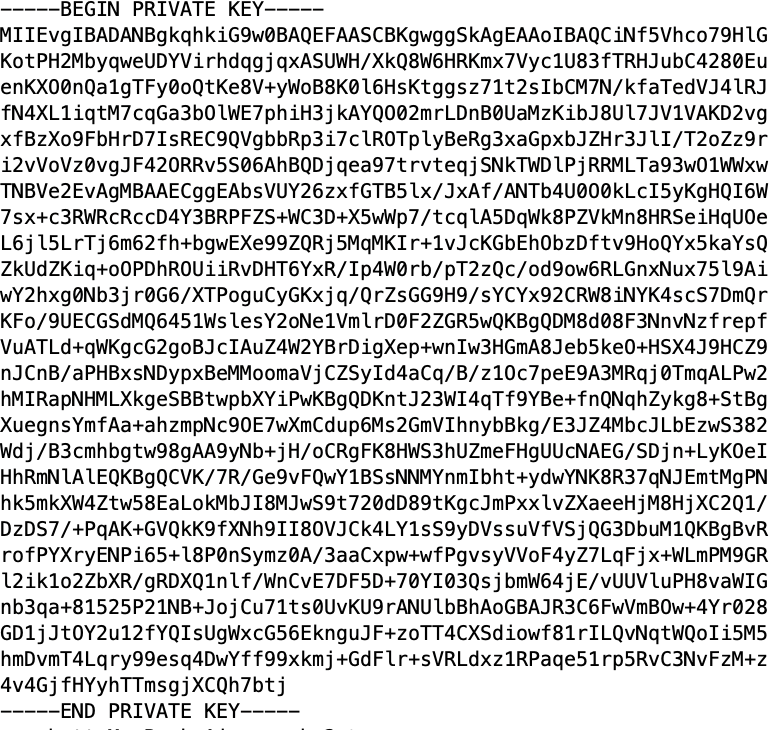 -----BEGIN PRIVATE KEY-----
MIIEvgIBADANBgkqhkiG9w0BAQEFAASCBKgwggSkAgEAAoIBAQCiNf5Vhco79HlG
KotPH2MbyqweUDYVirhdqgjqxASUWH/XkQ8W6HRKmx7Vyc1U83fTRHJubC4280Eu
enKXO0nQa1gTFy0oQtKe8V+yWoB8K0l6HsKtggsz71t2sIbCM7N/kfaTedVJ4lRJ
fN4XL1iqtM7cqGa3bOlWE7phiH3jkAYQO02mrLDnB0UaMzKibJ8Ul7JV1VAKD2vg
xfBzXo9FbHrD7IsREC9QVgbbRp3i7clROTplyBeRg3xaGpxbJZHr3JlI/T2oZz9r
i2vVoVz0vgJF42ORRv5S06AhBQDjqea97trvteqjSNkTWDlPjRRMLTa93wO1WWxw
TNBVe2EvAgMBAAECggEAbsVUY26zxfGTB5lx/JxAf/ANTb4U0O0kLcI5yKgHQI6W
7sx+c3RWRcRccD4Y3BRPFZS+WC3D+X5wWp7/tcqlA5DqWk8PZVkMn8HRSeiHqUOe
L6jl5LrTj6m62fh+bgwEXe99ZQRj5MqMKIr+1vJcKGbEhObzDftv9HoQYx5kaYsQ
ZkUdZKiq+oOPDhROUiiRvDHT6YxR/Ip4W0rb/pT2zQc/od9ow6RLGnxNux75l9Ai
wY2hxg0Nb3jr0G6/XTPoguCyGKxjq/QrZsGG9H9/sYCYx92CRW8iNYK4scS7DmQr
KFo/9UECGSdMQ6451WslesY2oNe1VmlrD0F2ZGR5wQKBgQDM8d08F3NnvNzfrepf
VuATLd+qWKgcG2goBJcIAuZ4W2YBrDigXep+wnIw3HGmA8Jeb5keO+HSX4J9HCZ9
nJCnB/aPHBxsNDypxBeMMoomaVjCZSyId4aCq/B/z1Oc7peE9A3MRqj0TmqALPw2
hMIRapNHMLXkgeSBBtwpbXYiPwKBgQDKntJ23WI4qTf9YBe+fnQNqhZykg8+StBg
XuegnsYmfAa+ahzmpNc9OE7wXmCdup6Ms2GmVIhnybBkg/E3JZ4MbcJLbEzwS382
Wdj/B3cmhbgtw98gAA9yNb+jH/oCRgFK8HWS3hUZmeFHgUUcNAEG/SDjn+LyKOeI
HhRmNlAlEQKBgQCVK/7R/Ge9vFQwY1BSsNNMYnmIbht+ydwYNK8R37qNJEmtMgPN
hk5mkXW4Ztw58EaLokMbJI8MJwS9t720dD89tKgcJmPxxlvZXaeeHjM8HjXC2Q1/
DzDS7/+PqAK+GVQkK9fXNh9II8OVJCk4LY1sS9yDVssuVfVSjQG3DbuM1QKBgBvR
rofPYXryENPi65+l8P0nSymz0A/3aaCxpw+wfPgvsyVVoF4yZ7LqFjx+WLmPM9GR
l2ik1o2ZbXR/gRDXQ1nlf/WnCvE7DF5D+70YI03QsjbmW64jE/vUUVluPH8vaWIG
nb3qa+81525P21NB+JojCu71ts0UvKU9rANUlbBhAoGBAJR3C6FwVmBOw+4Yr028
GD1jJtOY2u12fYQIsUgWxcG56EknguJF+zoTT4CXSdiowf81rILQvNqtWQoIi5M5
hmDvmT4Lqry99esq4DwYff99xkmj+GdFlr+sVRLdxz1RPaqe51rp5RvC3NvFzM+z
4v4GjfHYyhTTmsgjXCQh7btj
-----END PRIVATE KEY-----